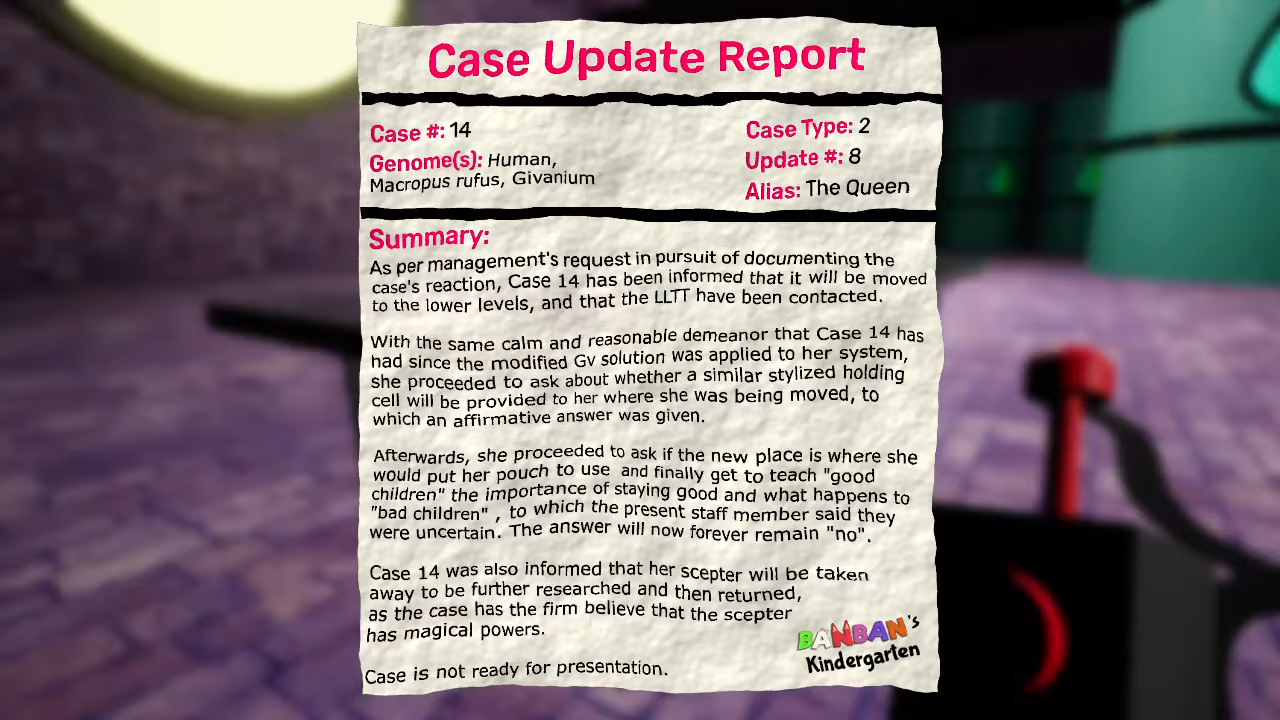 Case Update Report
Case #: 14
Genome(s): Human,
Macropus rufus, Givanium
Case Type: 2
Update #: 8
Alias: The Queen
Summary:
As per management's request in pursuit of documenting the
case's reaction, Case 14 has been informed that it will be moved
to the lower levels, and that the LLTT have been contacted.
With the same calm and reasonable demeanor that Case 14 has
had since the modified Gv solution was applied to her system,
she proceeded to ask about whether a similar stylized holding
cell will be provided to her where she was being moved, to
which an affirmative answer was given.
Afterwards, she proceeded to ask if the new place is where she
would put her pouch to use and finally get to teach "good
children" the importance of staying good and what happens to
"bad children" , to which the present staff member said they
were uncertain. The answer will now forever remain "no".
Case 14 was also informed that her scepter will be taken
away to be further researched and then returned,
as the case has the firm believe that the scepter
has magical powers.
Case is not ready for presentation.
BANBAN's
Kindergarten